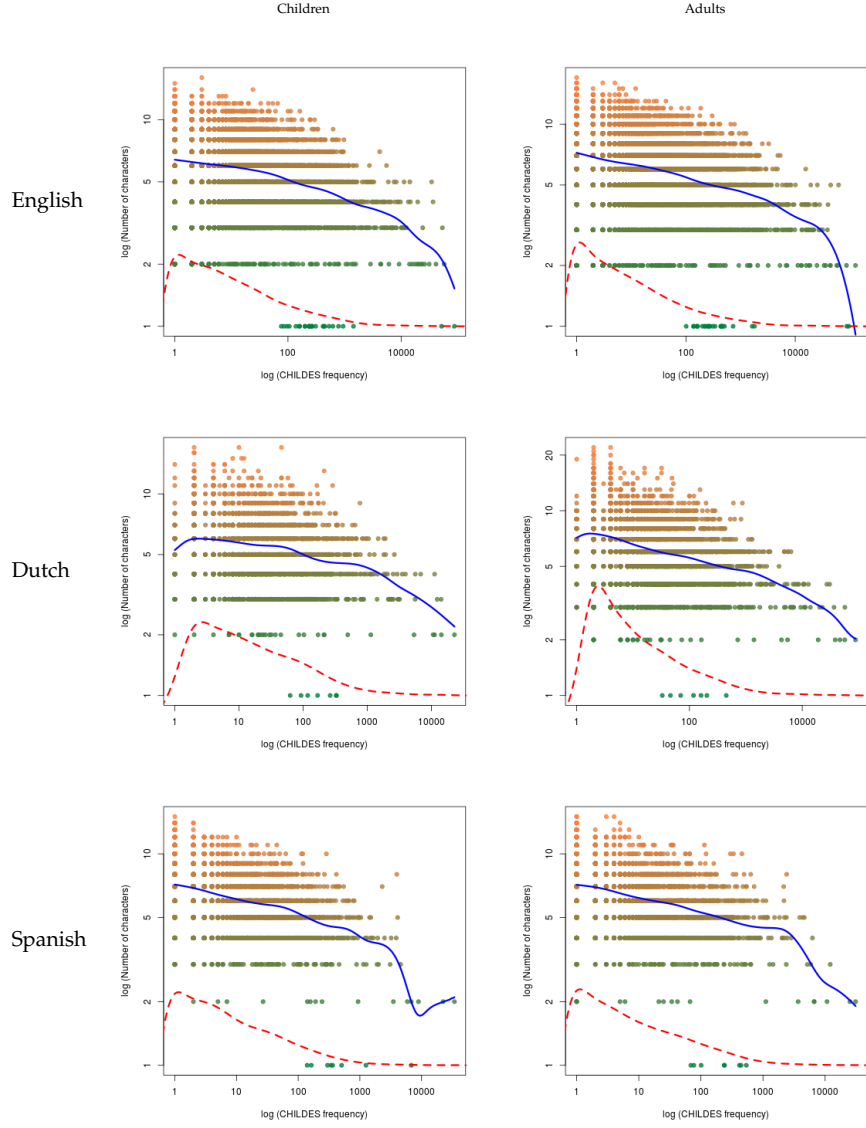 Children Adults
English
log (Number of characters)
10
5
2
1
1 100 10000
log (CHILDES frequency)
log (Number of characters)
10
5
2
1
1 100 10000
log (CHILDES frequency)
Dutch
log (Number of characters)
10
5
2
1
1 10 100 1000 10000
log (CHILDES frequency)
log (Number of characters)
20
10
5
2
1
1 100 10000
log (CHILDES frequency)
Spanish
log (Number of characters)
10
5
2
1
1 10 100 1000 10000
log (CHILDES frequency)
log (Number of characters)
10
5
2
1
1 10 100 1000 10000
log (CHILDES frequency)